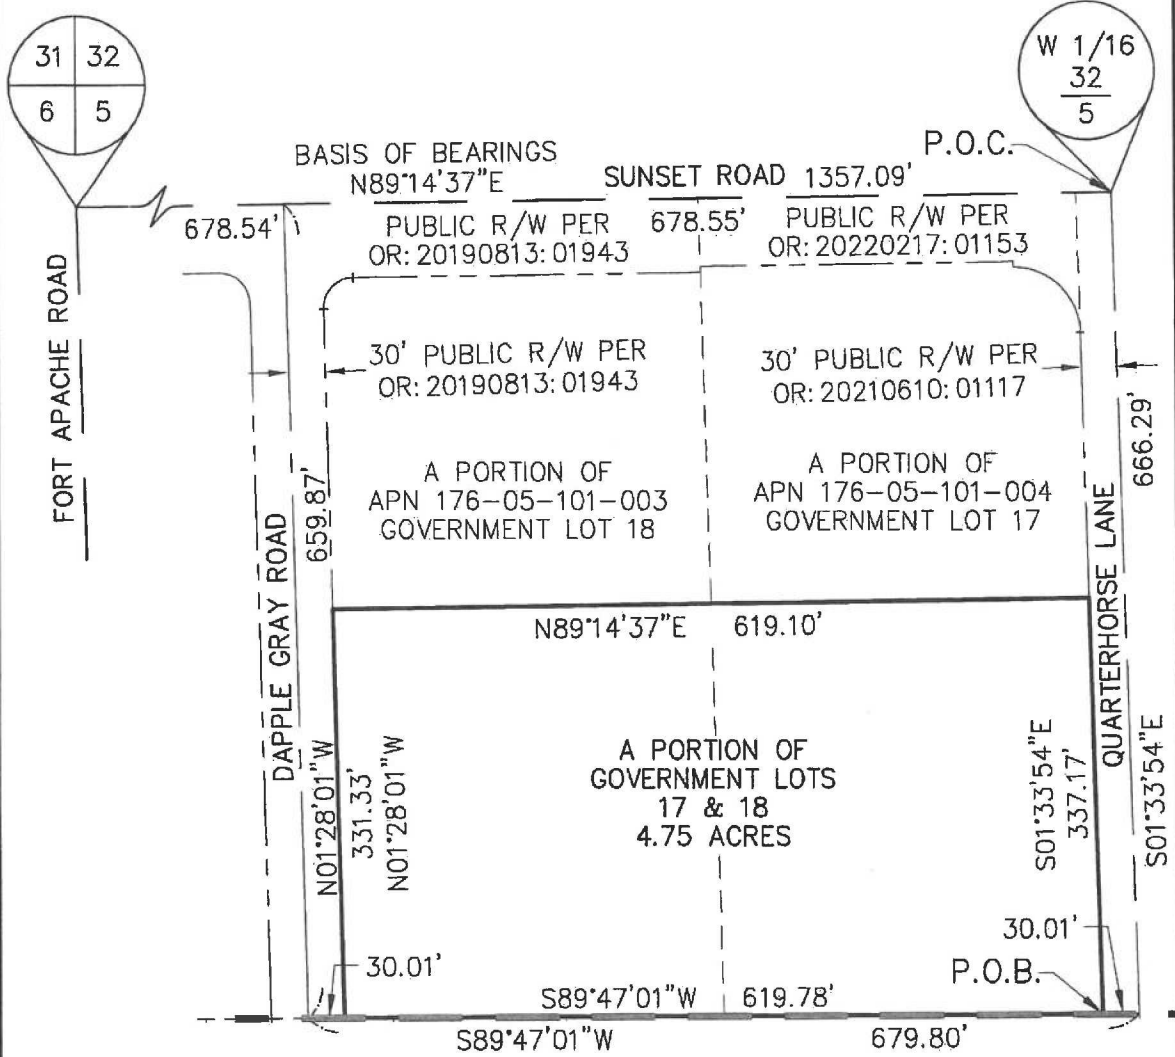 31 32
6 5
W 1/16
32
5
P.O.C.
BASIS OF BEARINGS
N89°14'37"E
SUNSET ROAD 1357.09'
678.54'
PUBLIC R/W PER
OR: 20190813: 01943
678.55'
PUBLIC R/W PER
OR: 20220217: 01153
FORT APACHE ROAD
30' PUBLIC R/W PER
OR: 20190813: 01943
30' PUBLIC R/W PER
OR: 20210610: 01117
666.29'
659.87'
A PORTION OF
APN 176-05-101-003
GOVERNMENT LOT 18
A PORTION OF
APN 176-05-101-004
GOVERNMENT LOT 17
DAPPLE GRAY ROAD
QUARTERHORSE LANE
N89°14'37"E 619.10'
N01°28'01"W
331.33'
N01°28'01"W
A PORTION OF
GOVERNMENT LOTS
17 & 18
4.75 ACRES
S01°33'54"E
337.17'
S01°33'54"E
30.01'
30.01'
P.O.B.
S89°47'01"W 619.78'
S89°47'01"W 679.80'